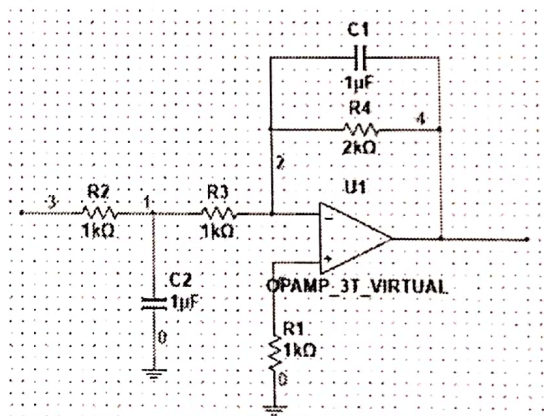 C1
1µF
R4
4
2kΩ
2
U1
3
R2
1
R3
1kΩ
1kΩ
C2
1µF
OPAMP_3T_VIRTUAL
0
R1
1kΩ
0